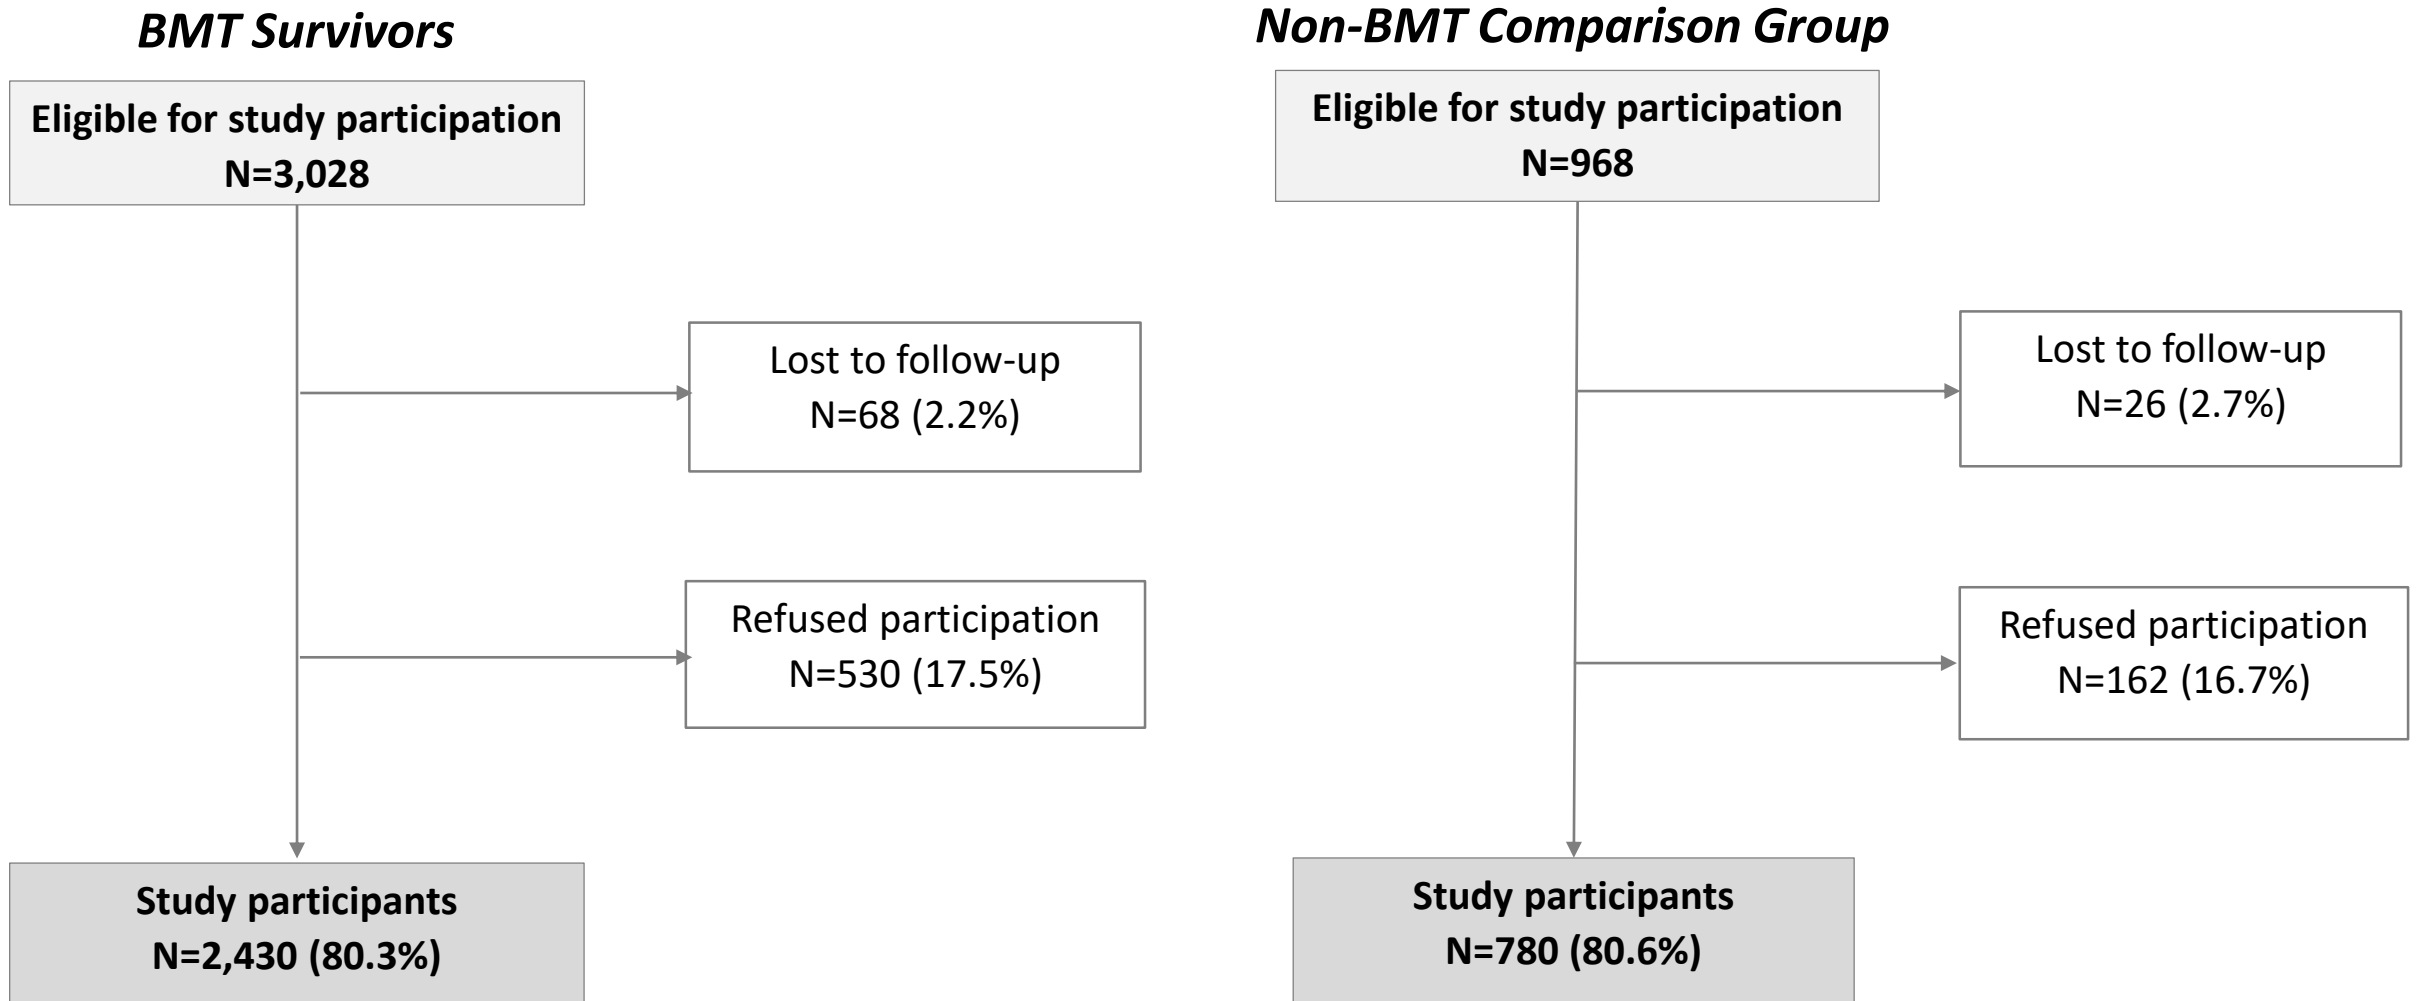 BMT Survivors
Eligible for study participation
N=3,028
Lost to follow-up
N=68 (2.2%)
Refused participation
N=530 (17.5%)
Study participants
N=2,430 (80.3%)
Non-BMT Comparison Group
Eligible for study participation
N=968
Lost to follow-up
N=26 (2.7%)
Refused participation
N=162 (16.7%)
Study participants
N=780 (80.6%)